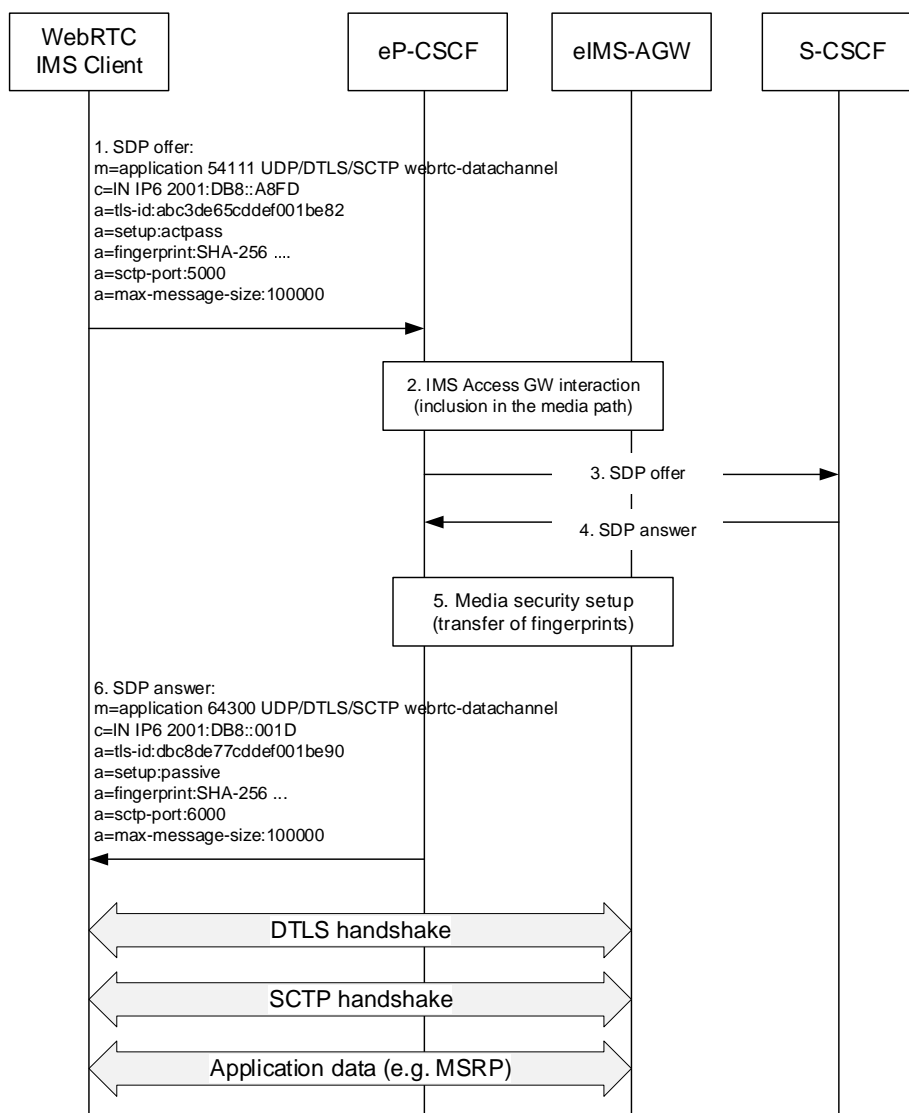 WebRTC
IMS Client
eP-CSCF
eIMS-AGW
S-CSCF
1. SDP offer:
m=application 54111 UDP/DTLS/SCTP webrtc-datachannel
c=IN IP6 2001:DB8::A8FD
a=tls-id:abc3de65cddef001be82
a=setup:actpass
a=fingerprint:SHA-256 ....
a=sctp-port:5000
a=max-message-size:100000
2. IMS Access GW interaction
(inclusion in the media path)
3. SDP offer
4. SDP answer
5. Media security setup
(transfer of fingerprints)
6. SDP answer:
m=application 64300 UDP/DTLS/SCTP webrtc-datachannel
c=IN IP6 2001:DB8::001D
a=tls-id:dbc8de77cddef001be90
a=setup:passive
a=fingerprint:SHA-256 ...
a=sctp-port:6000
a=max-message-size:100000
DTLS handshake
SCTP handshake
Application data (e.g. MSRP)